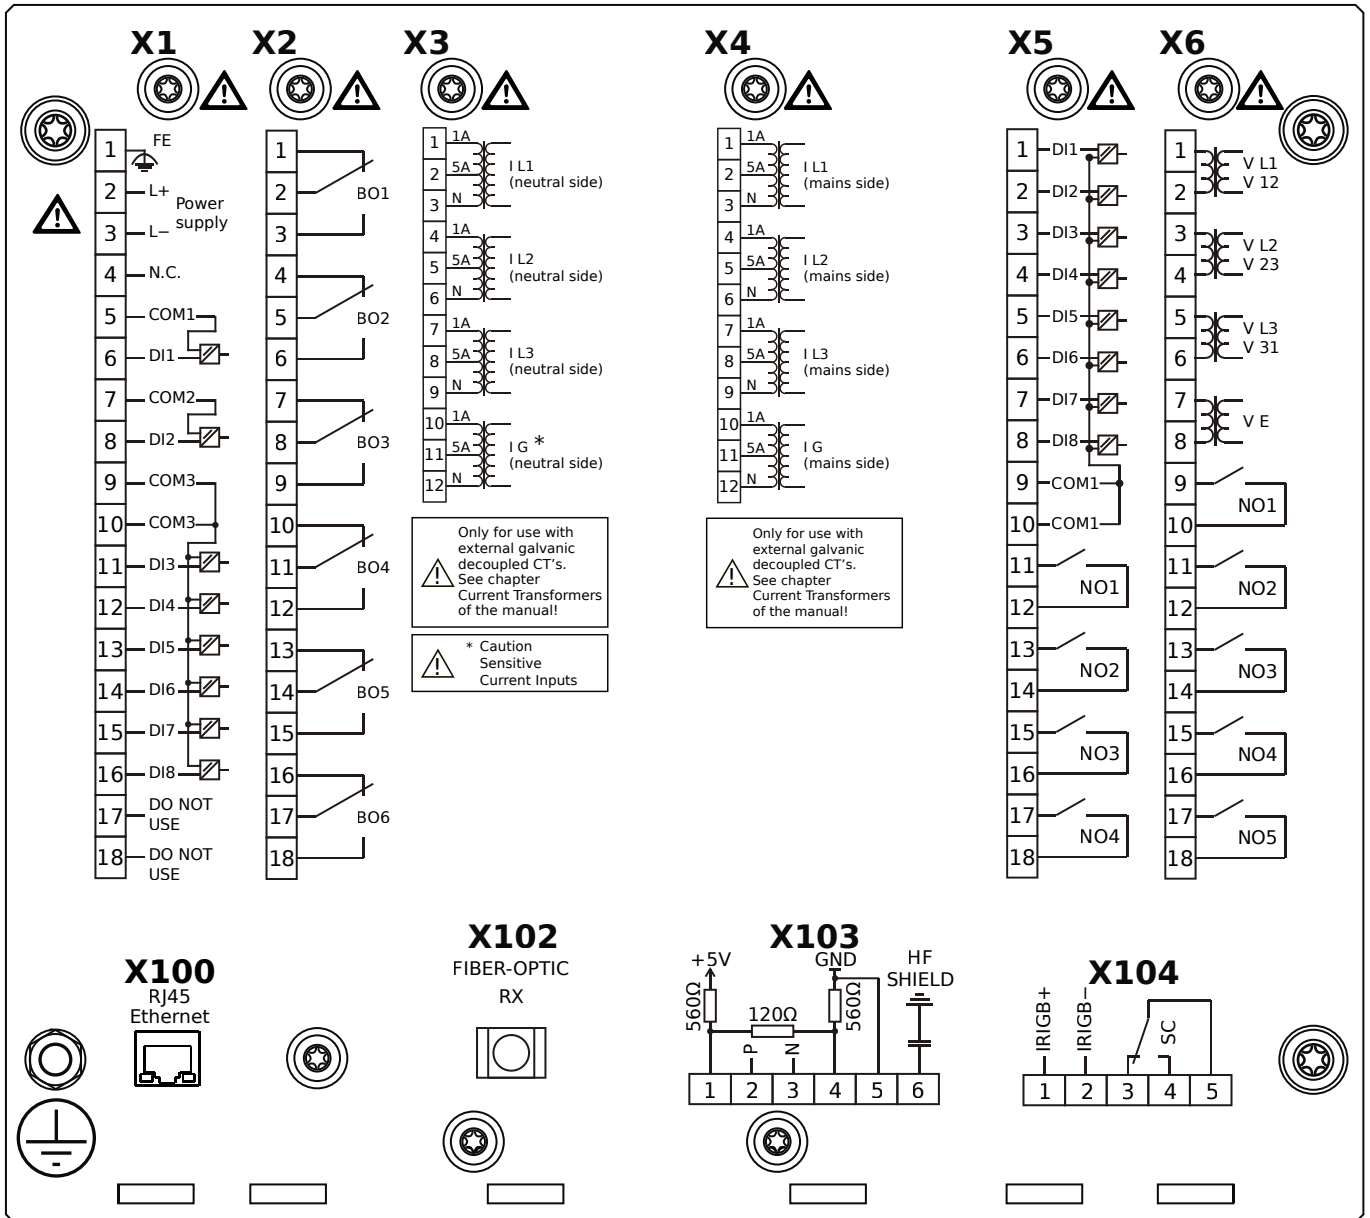 X1
1
FE
2
L+
Power
supply
3
L−
4
N.C.
5
COM1
6
DI1
7
COM2
8
DI2
9
COM3
10
COM3
11
DI3
12
DI4
13
DI5
14
DI6
15
DI7
16
DI8
17
DO NOT
USE
18
DO NOT
USE
X2
1
2
BO1
3
4
5
BO2
6
7
8
BO3
9
10
11
BO4
12
13
14
BO5
15
16
17
BO6
18
X3
1
1A
2
5A
I L1
(neutral side)
3
N
4
1A
5
5A
I L2
(neutral side)
6
N
7
1A
8
5A
I L3
(neutral side)
9
N
10
1A
11
5A
I G *
(neutral side)
12
N
Only for use with
external galvanic
decoupled CT's.
See chapter
Current Transformers
of the manual!
* Caution
Sensitive
Current Inputs
X4
1
1A
2
5A
I L1
(mains side)
3
N
4
1A
5
5A
I L2
(mains side)
6
N
7
1A
8
5A
I L3
(mains side)
9
N
10
1A
11
5A
I G
(mains side)
12
N
Only for use with
external galvanic
decoupled CT's.
See chapter
Current Transformers
of the manual!
X5
1
DI1
2
DI2
3
DI3
4
DI4
5
DI5
6
DI6
7
DI7
8
DI8
9
COM1
10
COM1
11
NO1
12
13
NO2
14
15
NO3
16
17
NO4
18
X6
1
V L1
V 12
2
3
V L2
V 23
4
5
V L3
V 31
6
7
V E
8
9
NO1
10
11
NO2
12
13
NO3
14
15
NO4
16
17
NO5
18
X100
RJ45
Ethernet
X102
FIBER-OPTIC
RX
X103
+5V
GND
HF
SHIELD
560Ω
120Ω
560Ω
P
N
1 2 3 4 5 6
X104
IRIGB+
IRIGB−
SC
1 2 3 4 5